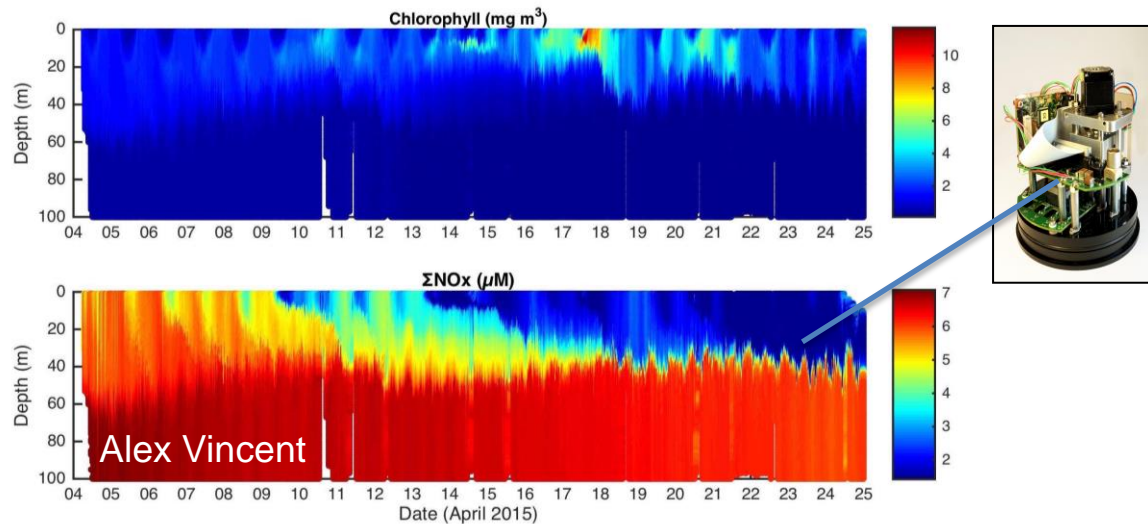 Chlorophyll (mg m³)
0
20
40
60
80
100
Depth (m)
04 05 06 07 08 09 10 11 12 13 14 15 16 17 18 19 20 21 22 23 24 25
10
8
6
4
2
ΣNOx (µM)
0
20
40
60
80
100
Depth (m)
Alex Vincent
04 05 06 07 08 09 10 11 12 13 14 15 16 17 18 19 20 21 22 23 24 25
Date (April 2015)
7
6
5
4
3
2